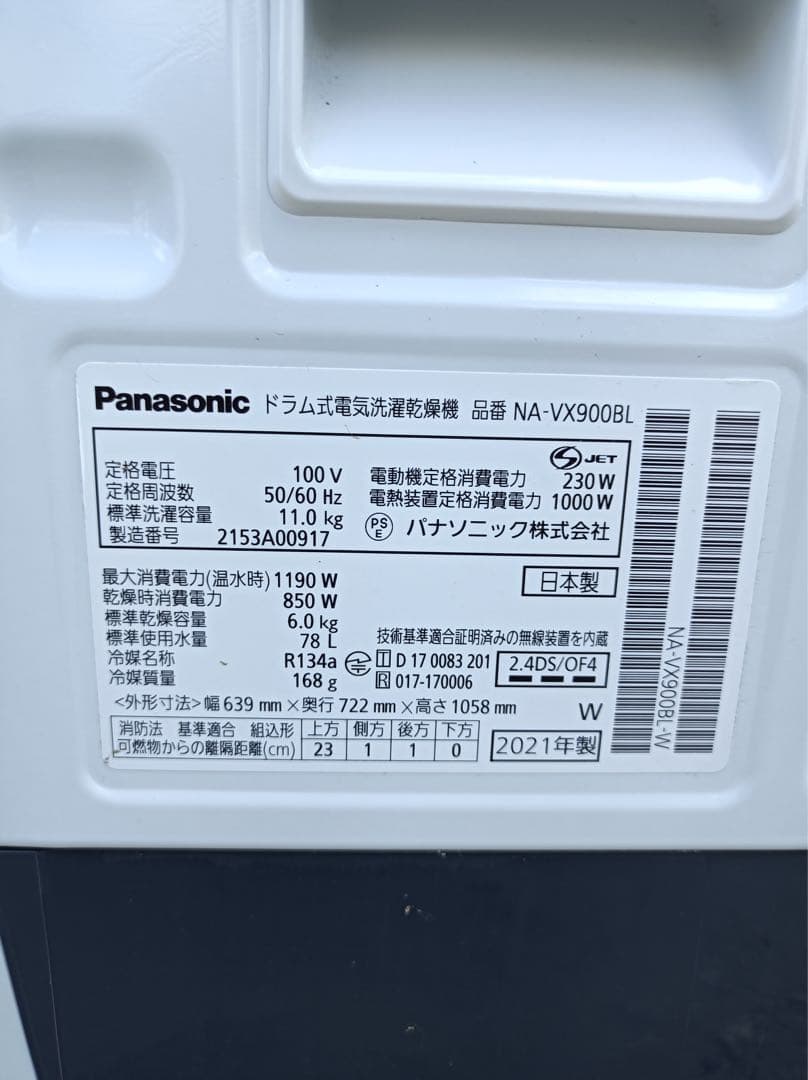 Panasonic ドラム式電気洗濯乾燥機 品番 NA-VX900BL
S JET
定格電圧 100 V 電動機定格消費電力 230 W
定格周波数 50/60 Hz 電熱装置定格消費電力 1000 W
標準洗濯容量 11.0 kg PSE パナソニック株式会社
製造番号 2153A00917
最大消費電力(温水時) 1190 W 日本製
乾燥時消費電力 850 W
標準乾燥容量 6.0 kg
標準使用水量 78 L 技術基準適合証明済みの無線装置を内蔵
冷媒名称 R134a T D 17 0083 201 2.4DS/OF4
冷媒質量 168 g R 017-170006
<外形寸法> 幅 639 mm × 奥行 722 mm × 高さ 1058 mm W
消防法 基準適合 組込形 上方 側方 後方 下方
可燃物からの離隔距離(cm) 23 1 1 0 2021年製
NA-VX900BL-W